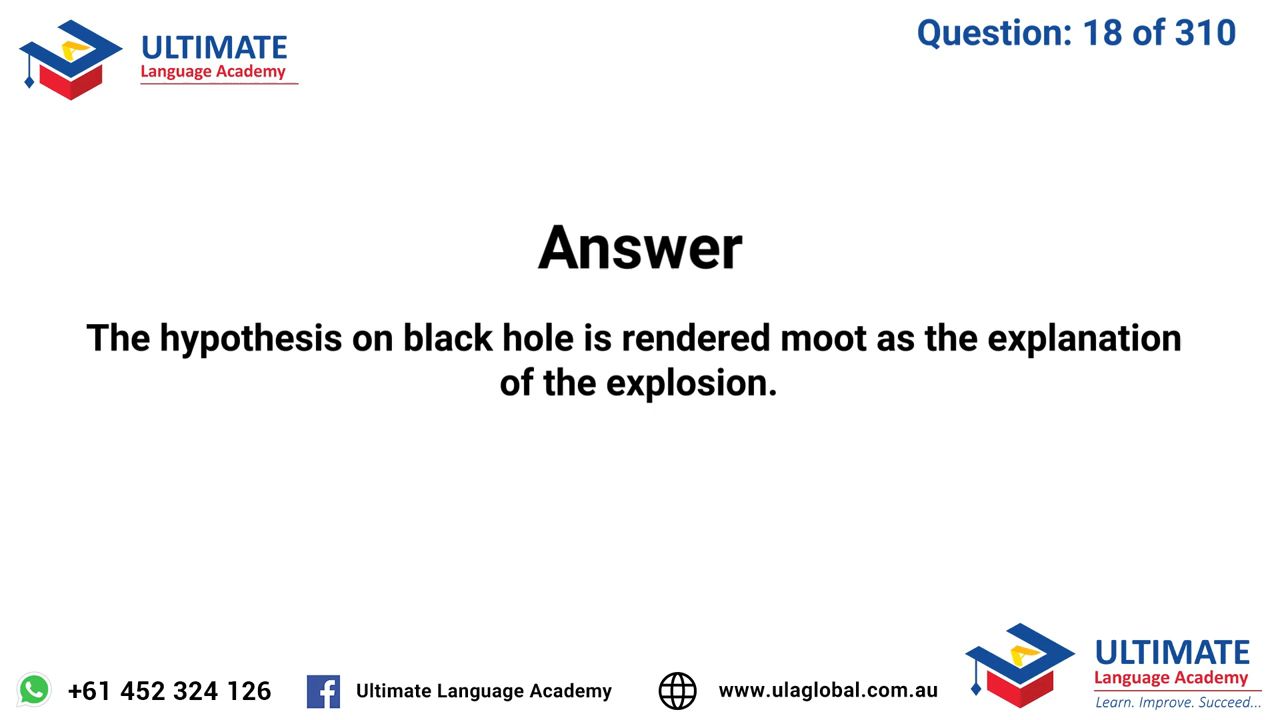 ULTIMATE
Language Academy
Question: 18 of 310
Answer
The hypothesis on black hole is rendered moot as the explanation
of the explosion.
+61 452 324 126
Ultimate Language Academy
www.ulaglobal.com.au
ULTIMATE
Language Academy
Learn. Improve. Succeed...